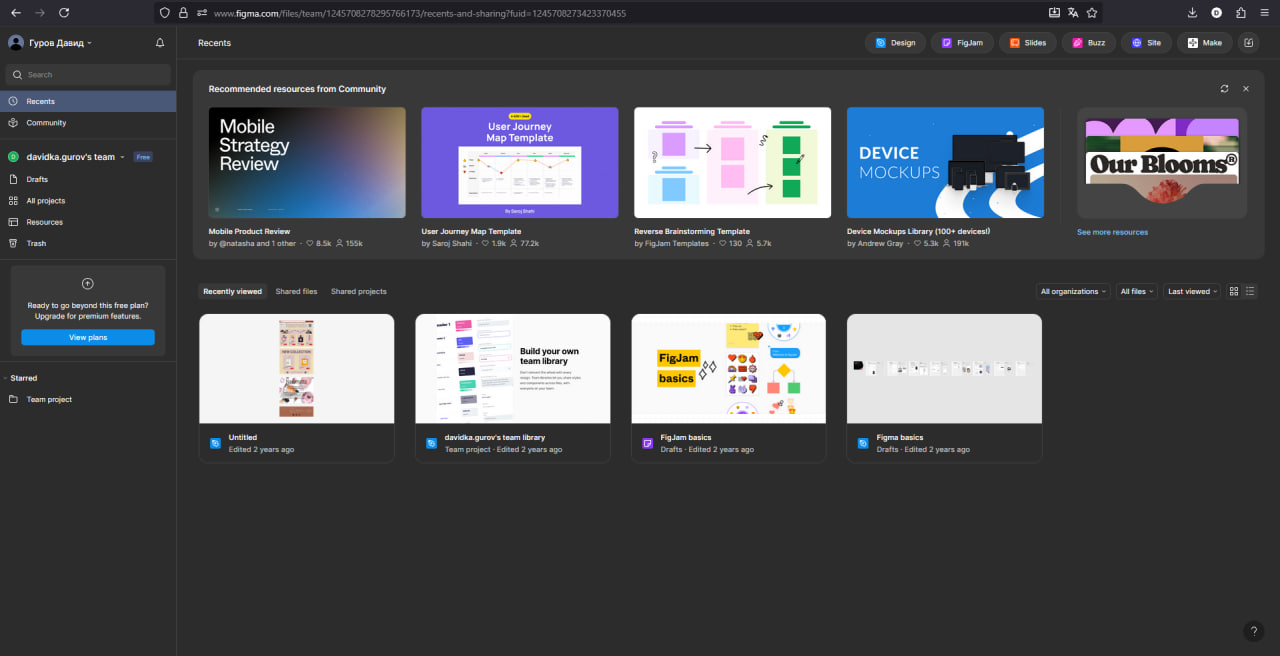 www.figma.com/files/team/1245708278295766173/recents-and-sharing?fuid=1245708273423370455
Гуров Давид
Search
Recents
Community
D
davidka.gurov's team
Free
Drafts
All projects
Resources
Trash
Ready to go beyond this free plan?
Upgrade for premium features.
View plans
Starred
Team project
Recents
Design
FigJam
Slides
Buzz
Site
Make
Recommended resources from Community
Mobile
Strategy
Review
Mobile Product Review
by @natasha and 1 other · 8.5k 155k
User Journey
Map Template
By Saroj Shahi
User Journey Map Template
by Saroj Shahi · 1.9k 77.2k
Reverse Brainstorming Template
by FigJam Templates · 130 5.7k
DEVICE
MOCKUPS
Device Mockups Library (100+ devices!)
by Andrew Gray · 5.3k 191k
Our Blooms®
See more resources
Recently viewed
Shared files
Shared projects
All organizations
All files
Last viewed
NEW COLLECTION
Untitled
Edited 2 years ago
Build your own
team library
davidka.gurov's team library
Team project · Edited 2 years ago
FigJam
basics
FigJam basics
Drafts · Edited 2 years ago
Figma basics
Drafts · Edited 2 years ago
?